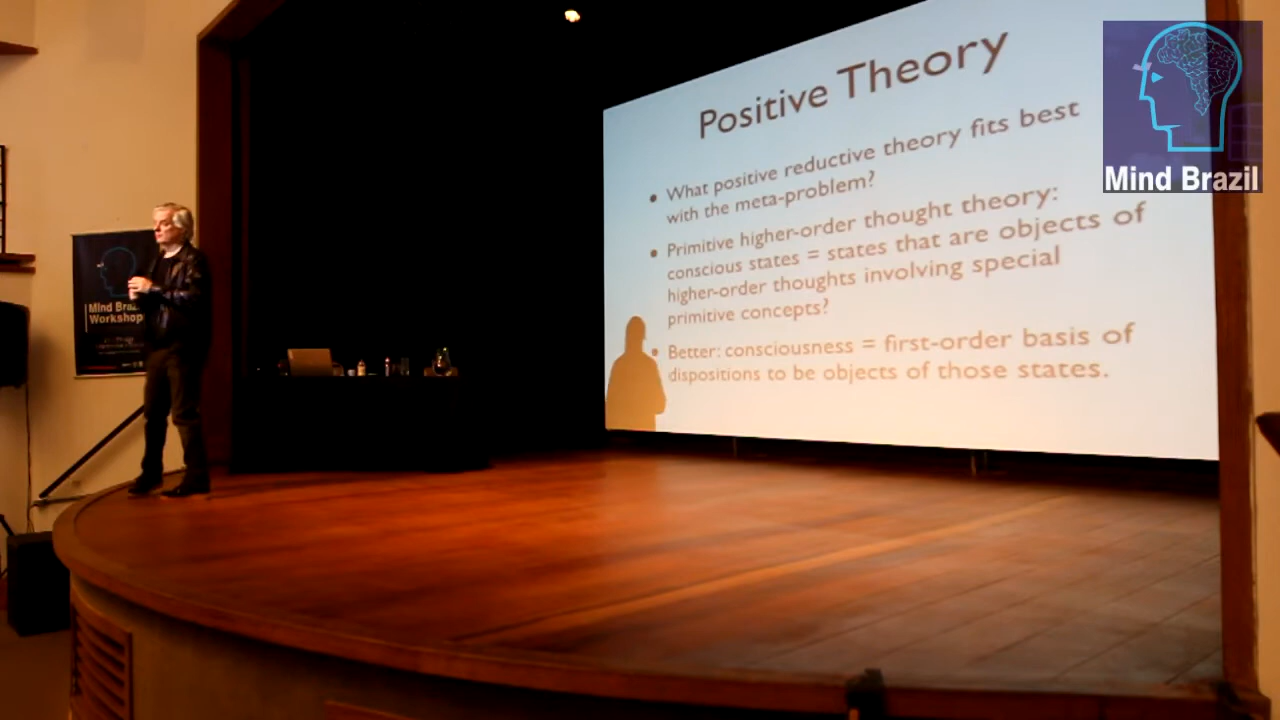 Positive Theory
• What positive reductive theory fits best
with the meta-problem?
• Primitive higher-order thought theory:
conscious states = states that are objects of
higher-order thoughts involving special
primitive concepts?
• Better: consciousness = first-order basis of
dispositions to be objects of those states.
Mind Brazil
Mind Brazil
Workshop